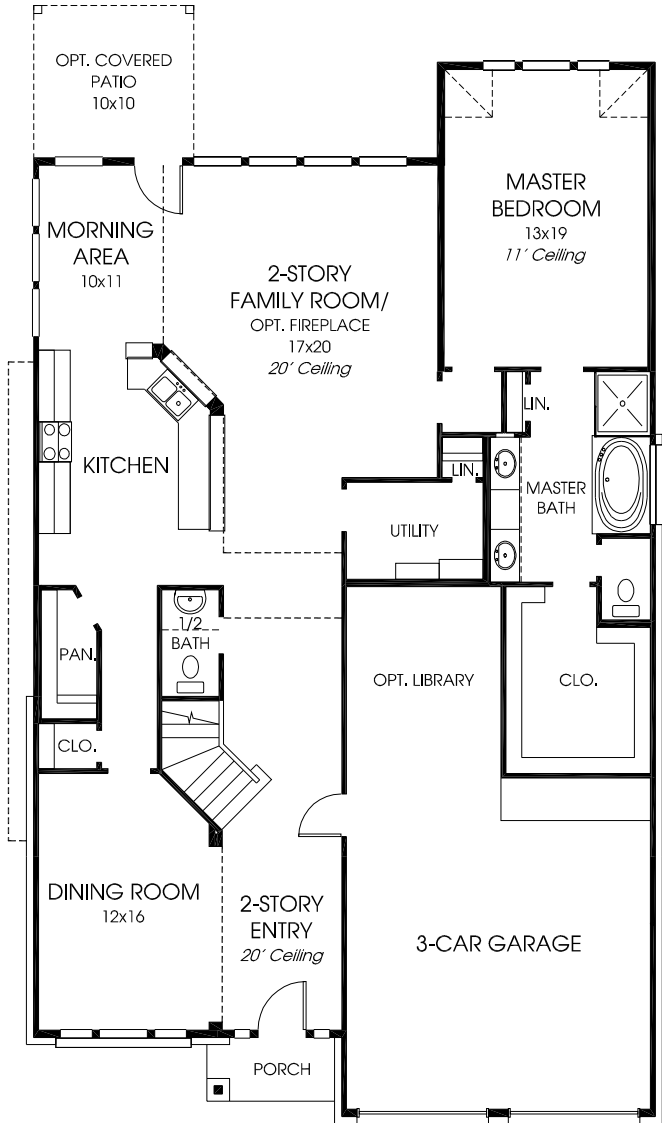 OPT. COVERED
PATIO
10x10
MASTER
BEDROOM
13x19
11' Ceiling
MORNING
AREA
10x11
2-STORY
FAMILY ROOM/
OPT. FIREPLACE
17x20
20' Ceiling
LIN.
KITCHEN
LIN.
MASTER
BATH
UTILITY
1/2
BATH
PAN.
OPT. LIBRARY
CLO.
CLO.
DINING ROOM
12x16
2-STORY
ENTRY
20' Ceiling
3-CAR GARAGE
PORCH